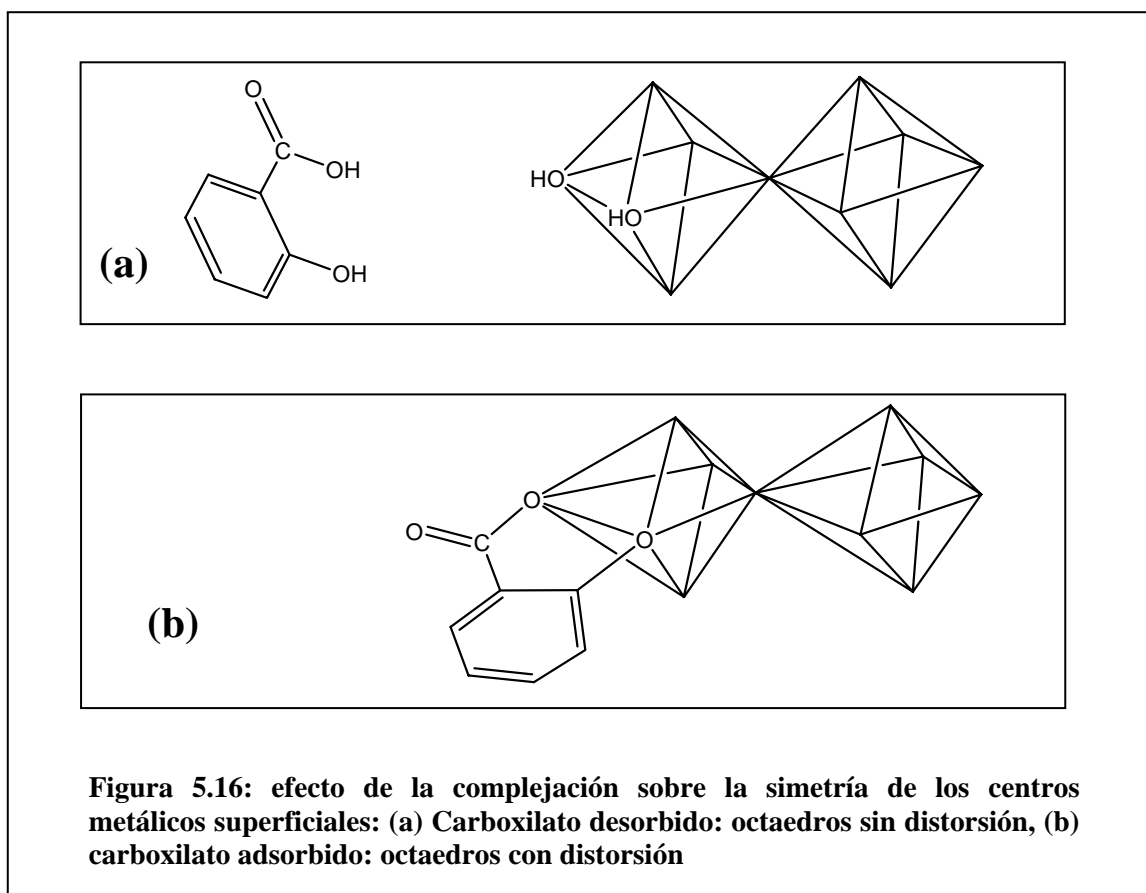 O
C
OH
OH
HO
HO
(a)
O
O
C
O
(b)
Figura 5.16: efecto de la complejación sobre la simetría de los centros
metálicos superficiales: (a) Carboxilato desorbido: octaedros sin distorsión, (b)
carboxilato adsorbido: octaedros con distorsión